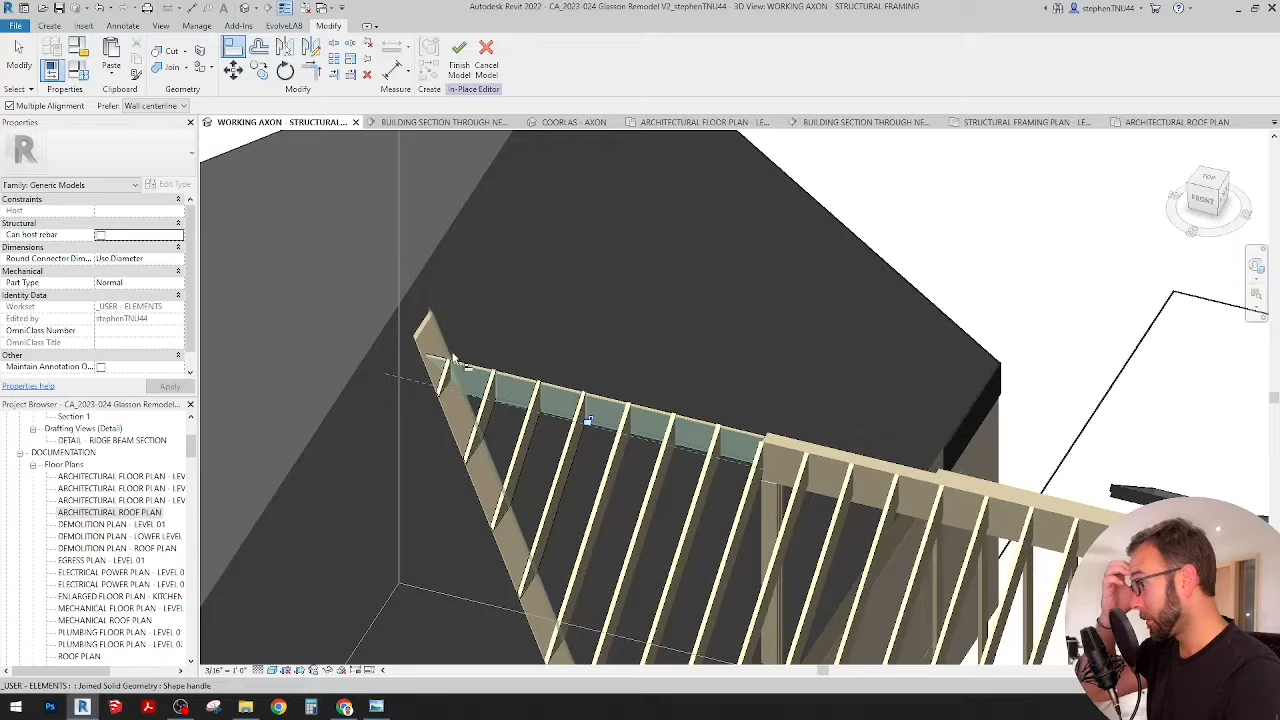 Autodesk Revit 2022 - CA_2023-024 Glasson Remodel V2_stephenTNU44 - 3D View: WORKING AXON - STRUCTURAL FRAMING
stephenTNU44
File Create Insert Annotate View Manage Add-Ins EvolveLAB Modify
Modify
Paste
Cut
Join
Finish Model
Cancel Model
Select Properties Clipboard Geometry Modify Measure Create In-Place Editor
Multiple Alignment Prefer: Wall centerline
Properties
WORKING AXON - STRUCTURAL... BUILDING SECTION THROUGH NE... COORLAS - AXON ARCHITECTURAL FLOOR PLAN - LE... BUILDING SECTION THROUGH NE... STRUCTURAL FRAMING PLAN - LE... ARCHITECTURAL ROOF PLAN
R
Family: Generic Models Edit Type
Constraints
Host
Structural
Can host rebar
Dimensions
Round Connector Dim... Use Diameter
Mechanical
Part Type Normal
Identity Data
Workset _USER - ELEMENTS
Edited by stephenTNU44
OmniClass Number
OmniClass Title
Other
Maintain Annotation O...
Properties help Apply
Project Browser - CA_2023-024 Glasson Remodel...
Section 1
Drafting Views (Detail)
DETAIL - RIDGE BEAM SECTION
DOCUMENTATION
Floor Plans
ARCHITECTURAL FLOOR PLAN - LEV
ARCHITECTURAL FLOOR PLAN - LEV
ARCHITECTURAL FLOOR PLAN - LEV
ARCHITECTURAL ROOF PLAN
DEMOLITION PLAN - LEVEL 01
DEMOLITION PLAN - LOWER LEVEL
DEMOLITION PLAN - ROOF PLAN
EGRESS PLAN - LEVEL 01
ELECTRICAL POWER PLAN - LEVEL 0
ELECTRICAL POWER PLAN - LEVEL 0
ENLARGED FLOOR PLAN - KITCHEN
MECHANICAL FLOOR PLAN - LEVEL
MECHANICAL ROOF PLAN
PLUMBING FLOOR PLAN - LEVEL 0
PLUMBING FLOOR PLAN - LEVEL 0
ROOF PLAN
TOP
FRONT
3/16" = 1'-0"
_USER - ELEMENTS : : Joined Solid Geometry : Shape handle